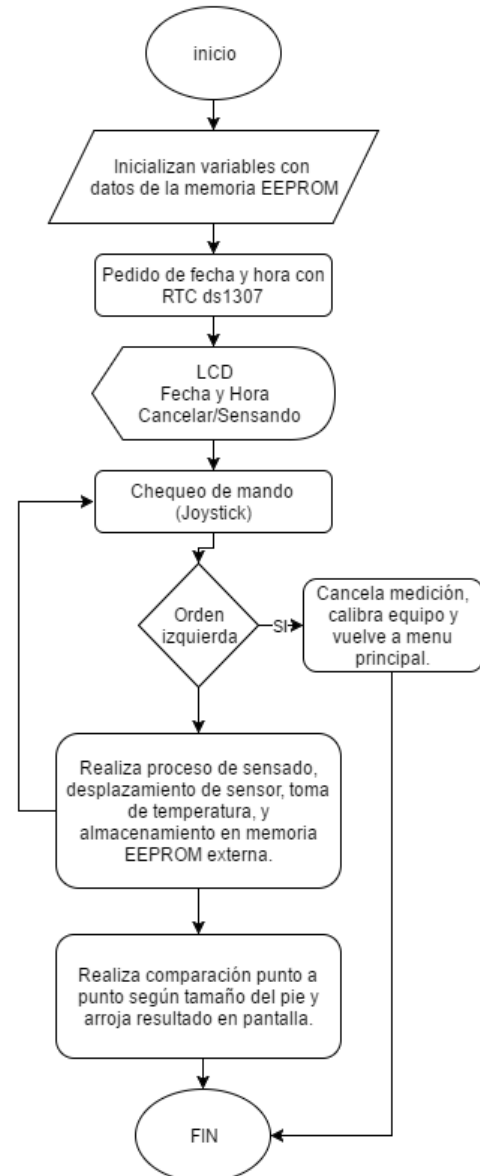 inicio
Inicializan variables con
datos de la memoria EEPROM
Pedido de fecha y hora con
RTC ds1307
LCD
Fecha y Hora
Cancelar/Sensando
Chequeo de mando
(Joystick)
Orden
izquierda
SI
Cancela medición,
calibra equipo y
vuelve a menu
principal.
Realiza proceso de sensado,
desplazamiento de sensor, toma
de temperatura, y
almacenamiento en memoria
EEPROM externa.
Realiza comparación punto a
punto según tamaño del pie y
arroja resultado en pantalla.
FIN